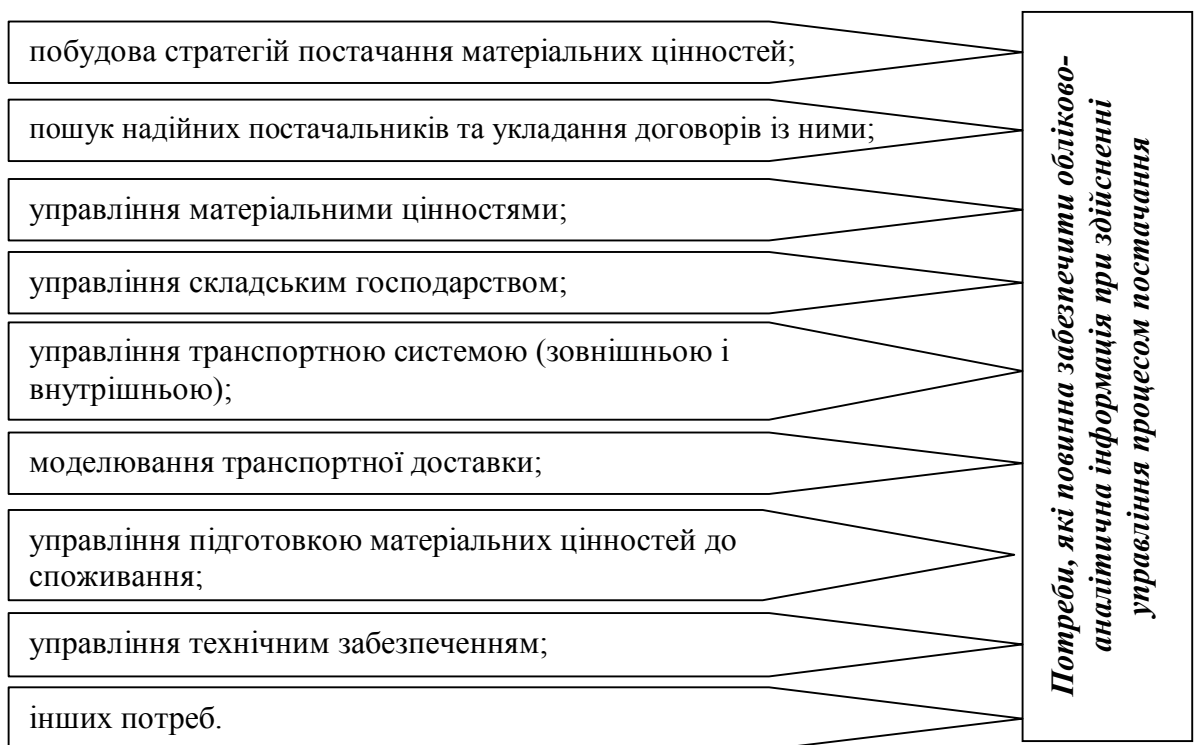 побудова стратегій постачання матеріальних цінностей;
пошук надійних постачальників та укладання договорів із ними;
управління матеріальними цінностями;
управління складським господарством;
управління транспортною системою (зовнішньою і
внутрішньою);
моделювання транспортної доставки;
управління підготовкою матеріальних цінностей до
споживання;
управління технічним забезпеченням;
інших потреб.
Потреби, які повинна забезпечити обліково-
аналітична інформація при здійсненні
управління процесом постачання